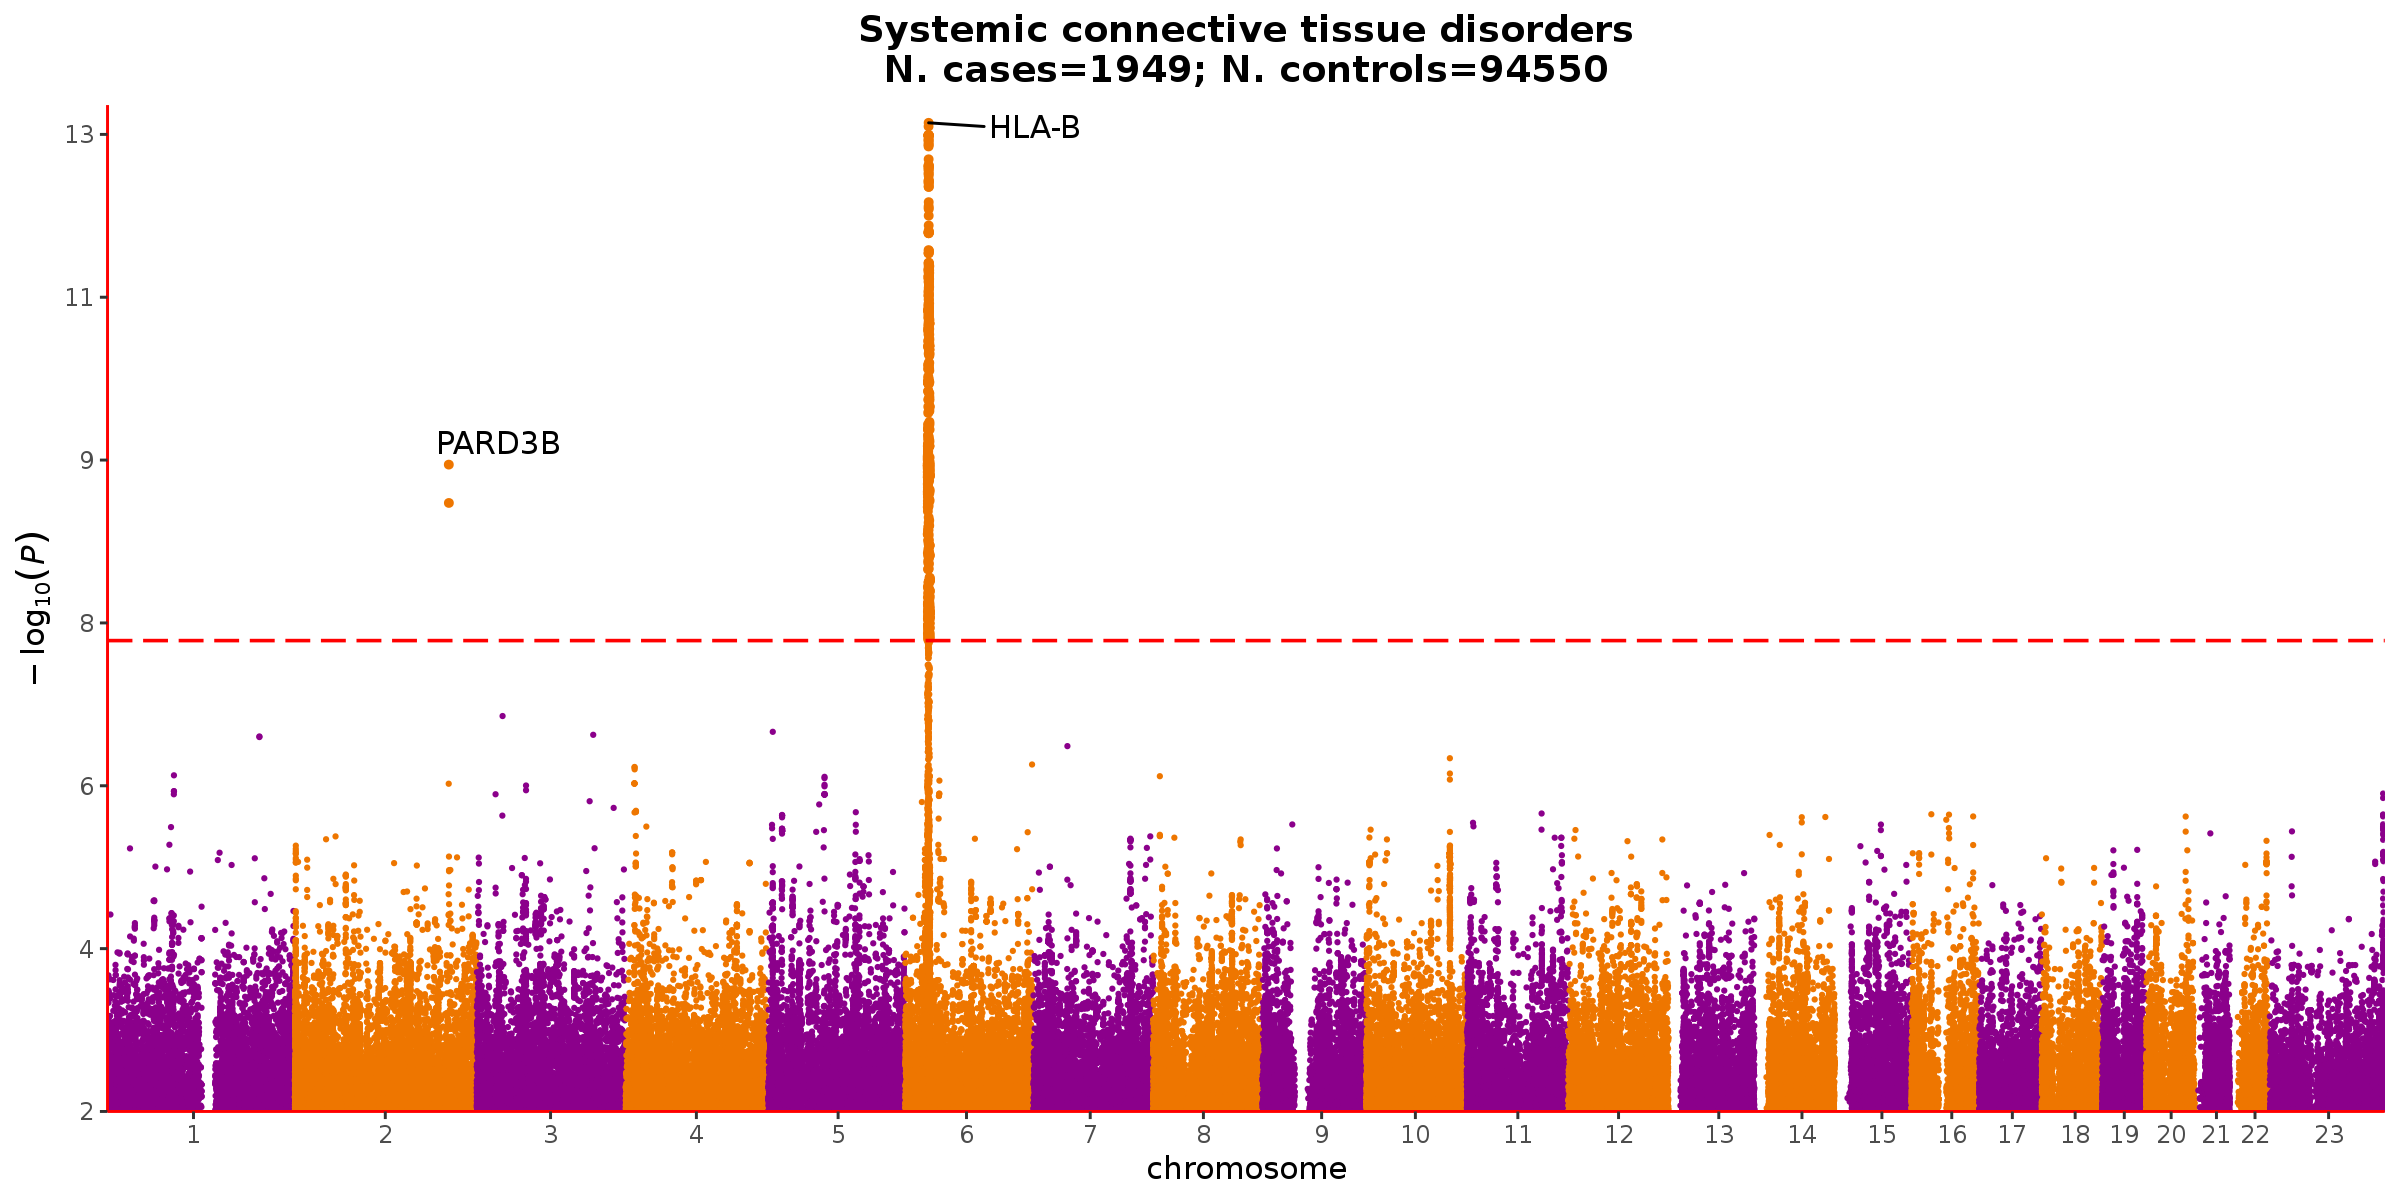 Systemic connective tissue disorders
N. cases=1949; N. controls=94550
13
HLA-B
11
PARD3B
9
8
6
4
2
− log₁₀(P)
1 2 3 4 5 6 7 8 9 10 11 12 13 14 15 16 17 18 19 20 21 22 23
chromosome